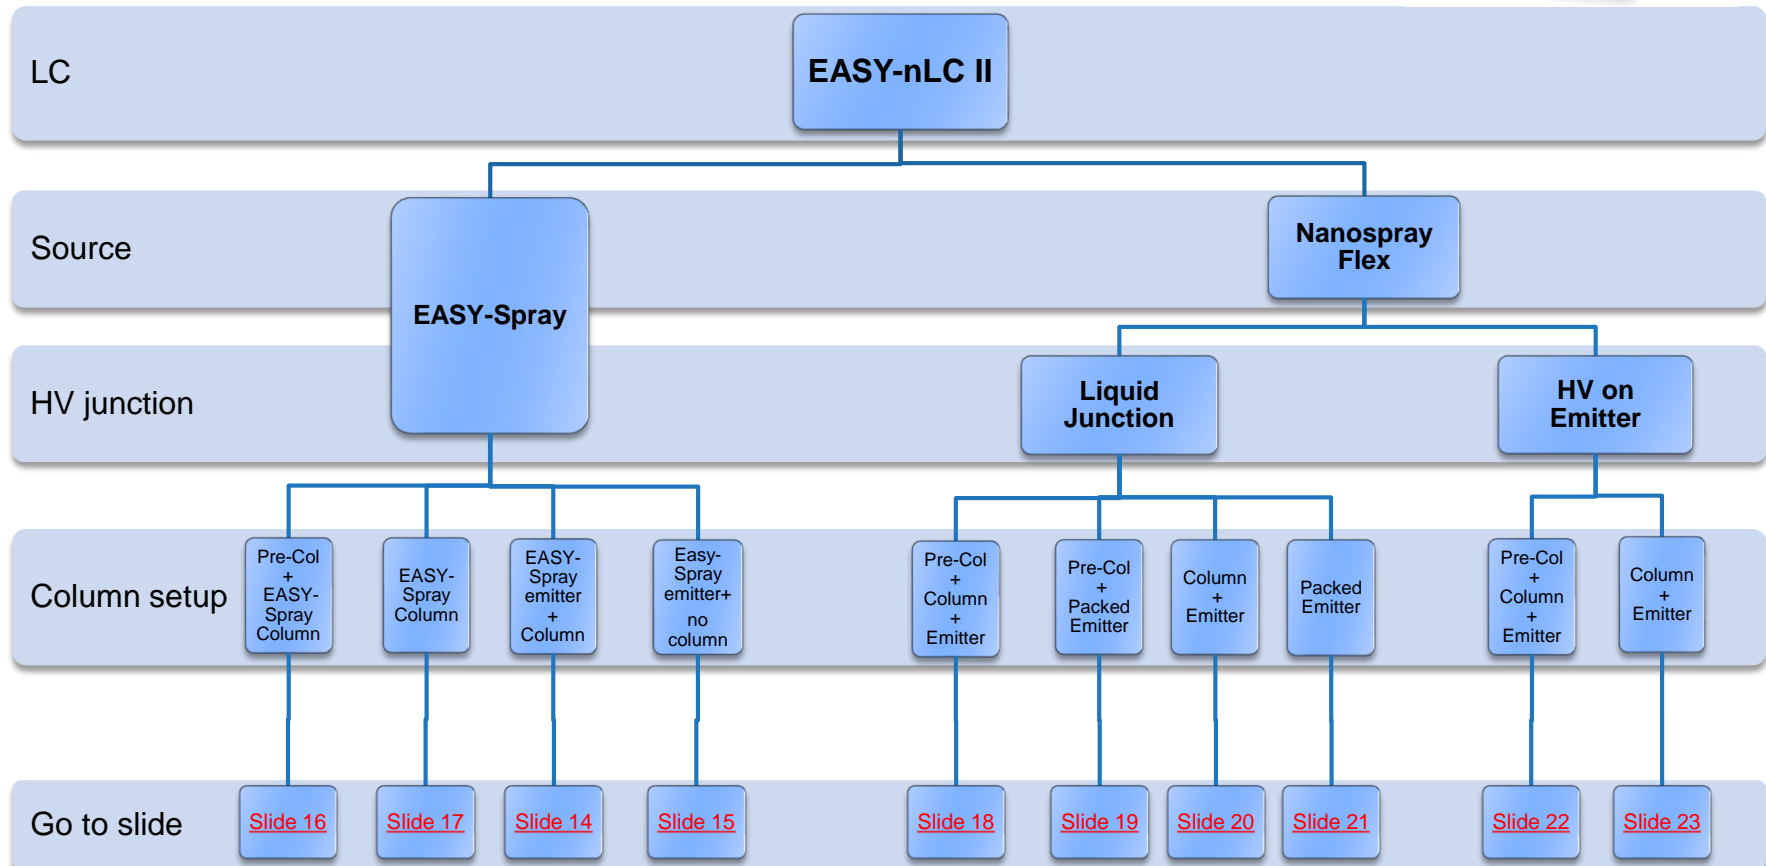 LC
EASY-nLC II
Source
EASY-Spray
Nanospray
Flex
HV junction
Liquid
Junction
HV on
Emitter
Column setup
Pre-Col
+
EASY-
Spray
Column
EASY-
Spray
Column
EASY-
Spray
emitter
+
Column
Easy-
Spray
emitter+
no
column
Pre-Col
+
Column
+
Emitter
Pre-Col
+
Packed
Emitter
Column
+
Emitter
Packed
Emitter
Pre-Col
+
Column
+
Emitter
Column
+
Emitter
Go to slide
Slide 16
Slide 17
Slide 14
Slide 15
Slide 18
Slide 19
Slide 20
Slide 21
Slide 22
Slide 23